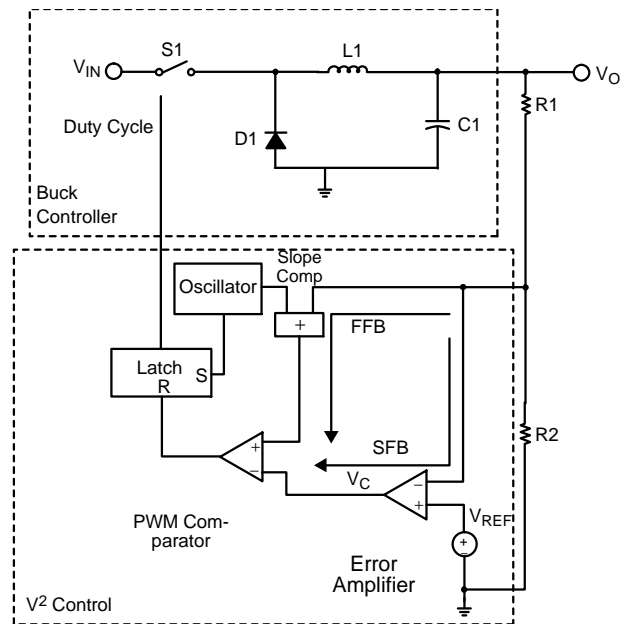 S1
L1
V_IN
V_O
R1
Duty Cycle
D1
C1
Buck
Controller
Slope
Comp
Oscillator
+
FFB
Latch
S
R
+
−
SFB
R2
V_C
−
+
V_REF
PWM Com-
parator
+
−
Error
Amplifier
V² Control